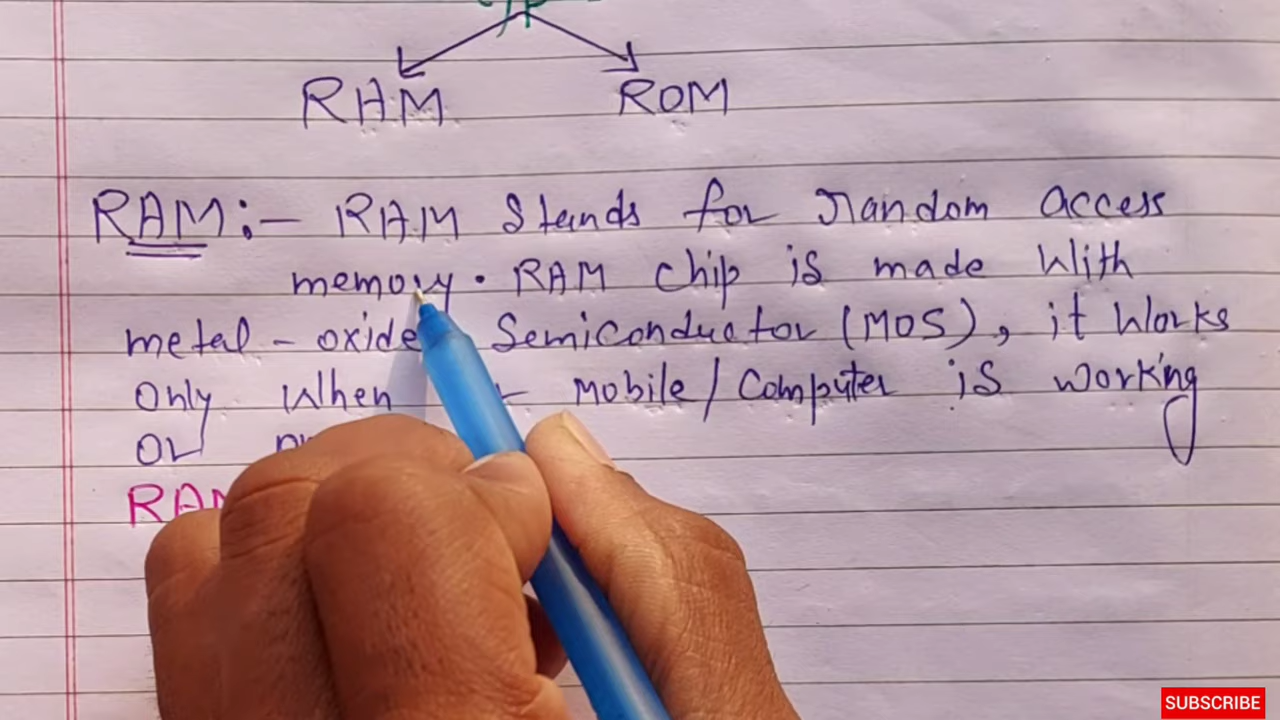 RAM ROM
RAM:- RAM Stands for random access
memory. RAM chip is made with
metal-oxide Semiconductor (MOS), it works
Only when mobile/Computer is working
or
RAM
SUBSCRIBE